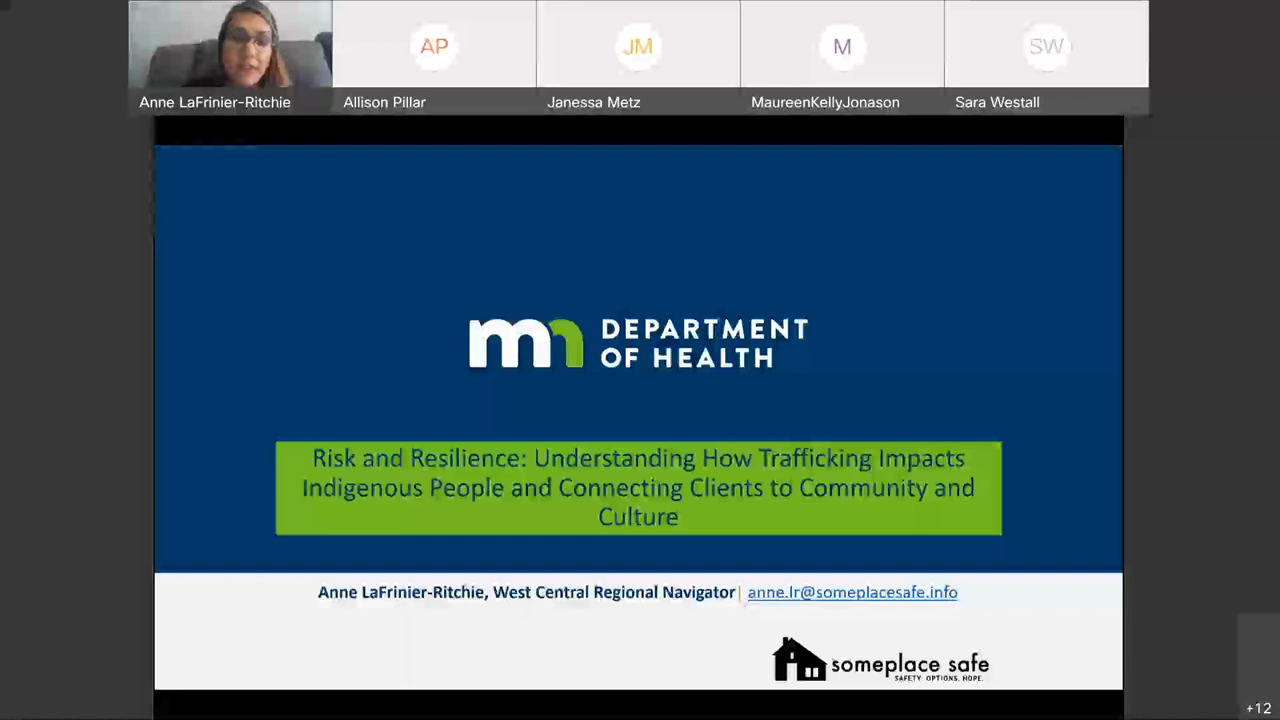 AP
JM
M
SW
Anne LaFrinier-Ritchie
Allison Pillar
Janessa Metz
MaureenKellyJonason
Sara Westall
mn DEPARTMENT
OF HEALTH
Risk and Resilience: Understanding How Trafficking Impacts
Indigenous People and Connecting Clients to Community and
Culture
Anne LaFrinier-Ritchie, West Central Regional Navigator| anne.lr@someplacesafe.info
someplace safe
SAFETY. OPTIONS. HOPE.
+12